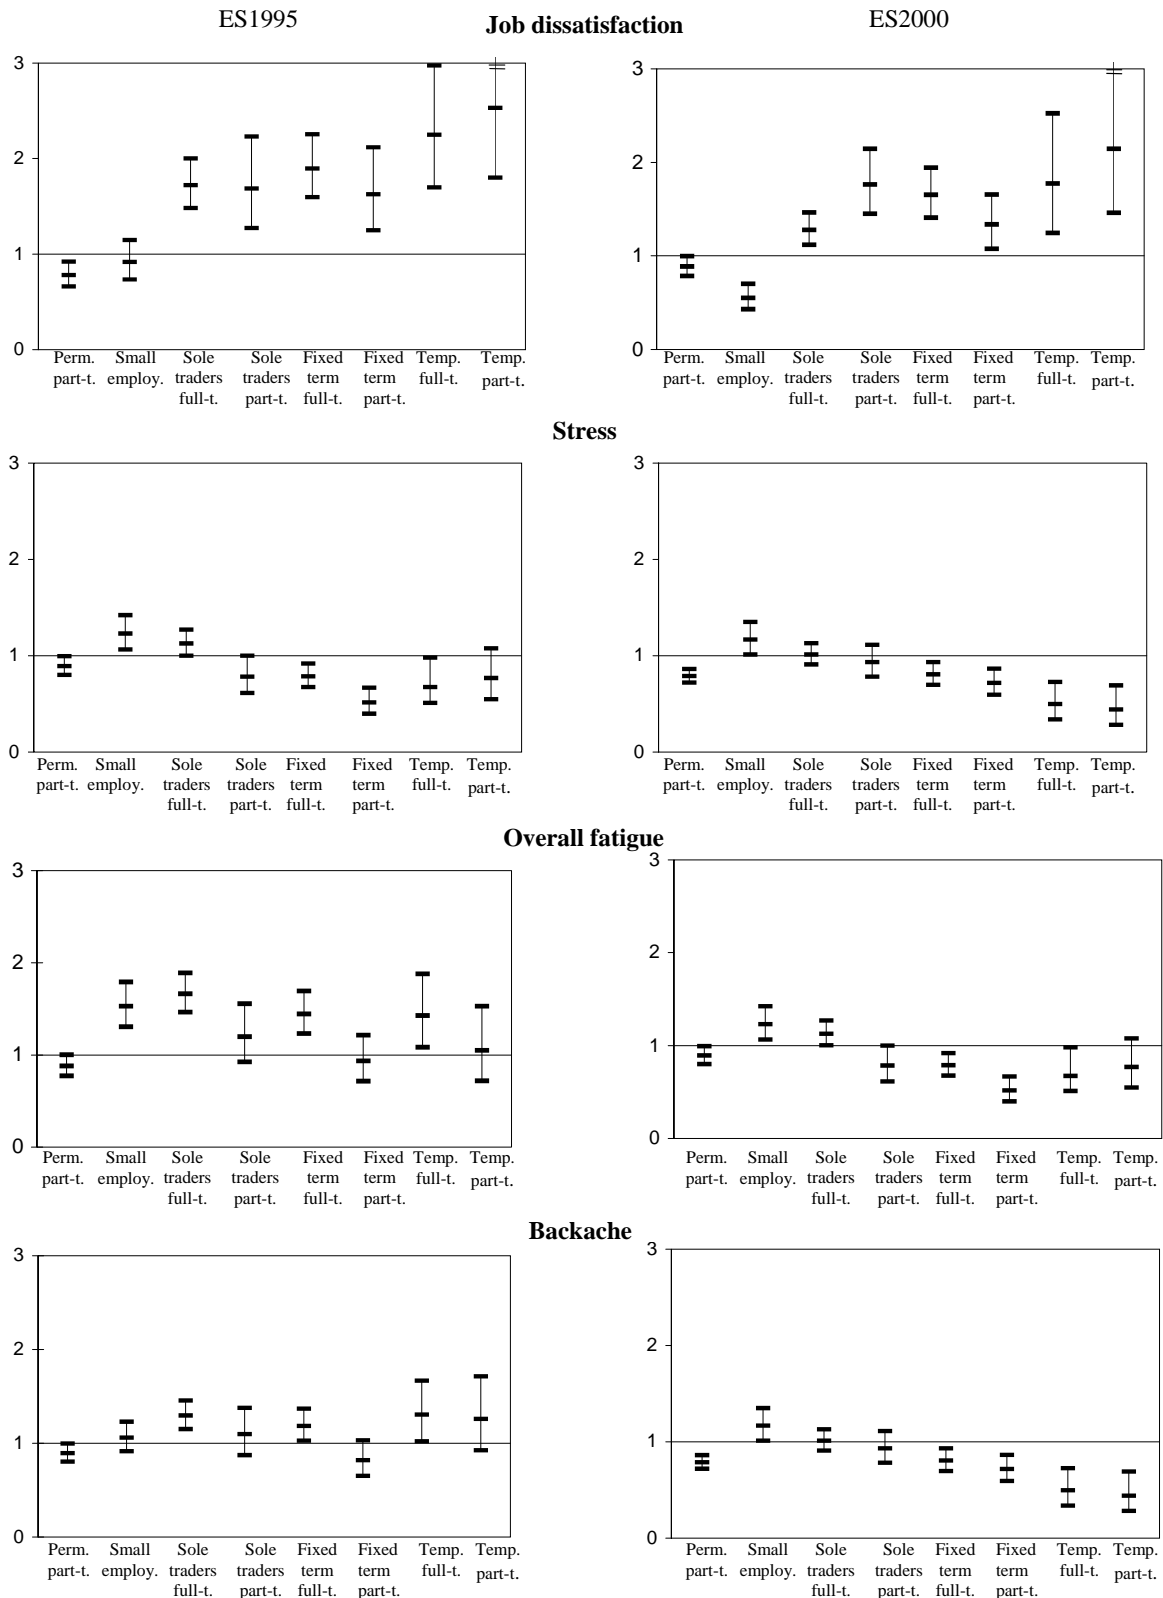 ES1995
Job dissatisfaction
ES2000
3
2
1
0
Perm. Small Sole Sole Fixed Fixed Temp. Temp.
part-t. employ. traders traders term term full-t. part-t.
full-t. part-t. full-t. part-t.
3
2
1
0
Perm. Small Sole Sole Fixed Fixed Temp. Temp.
part-t. employ. traders traders term term full-t. part-t.
full-t. part-t. full-t. part-t.
Stress
3
2
1
0
Perm. Small Sole Sole Fixed Fixed Temp. Temp.
part-t. employ. traders traders term term full-t. part-t.
full-t. part-t. full-t. part-t.
3
2
1
0
Perm. Small Sole Sole Fixed Fixed Temp. Temp.
part-t. employ. traders traders term term full-t. part-t.
full-t. part-t. full-t. part-t.
Overall fatigue
3
2
1
0
Perm. Small Sole Sole Fixed Fixed Temp. Temp.
part-t. employ. traders traders term term full-t. part-t.
full-t. part-t. full-t. part-t.
3
2
1
0
Perm. Small Sole Sole Fixed Fixed Temp. Temp.
part-t. employ. traders traders term term full-t. part-t.
full-t. part-t. full-t. part-t.
Backache
3
2
1
0
Perm. Small Sole Sole Fixed Fixed Temp. Temp.
part-t. employ. traders traders term term full-t. part-t.
full-t. part-t. full-t. part-t.
3
2
1
0
Perm. Small Sole Sole Fixed Fixed Temp. Temp.
part-t. employ. traders traders term term full-t. part-t.
full-t. part-t. full-t. part-t.